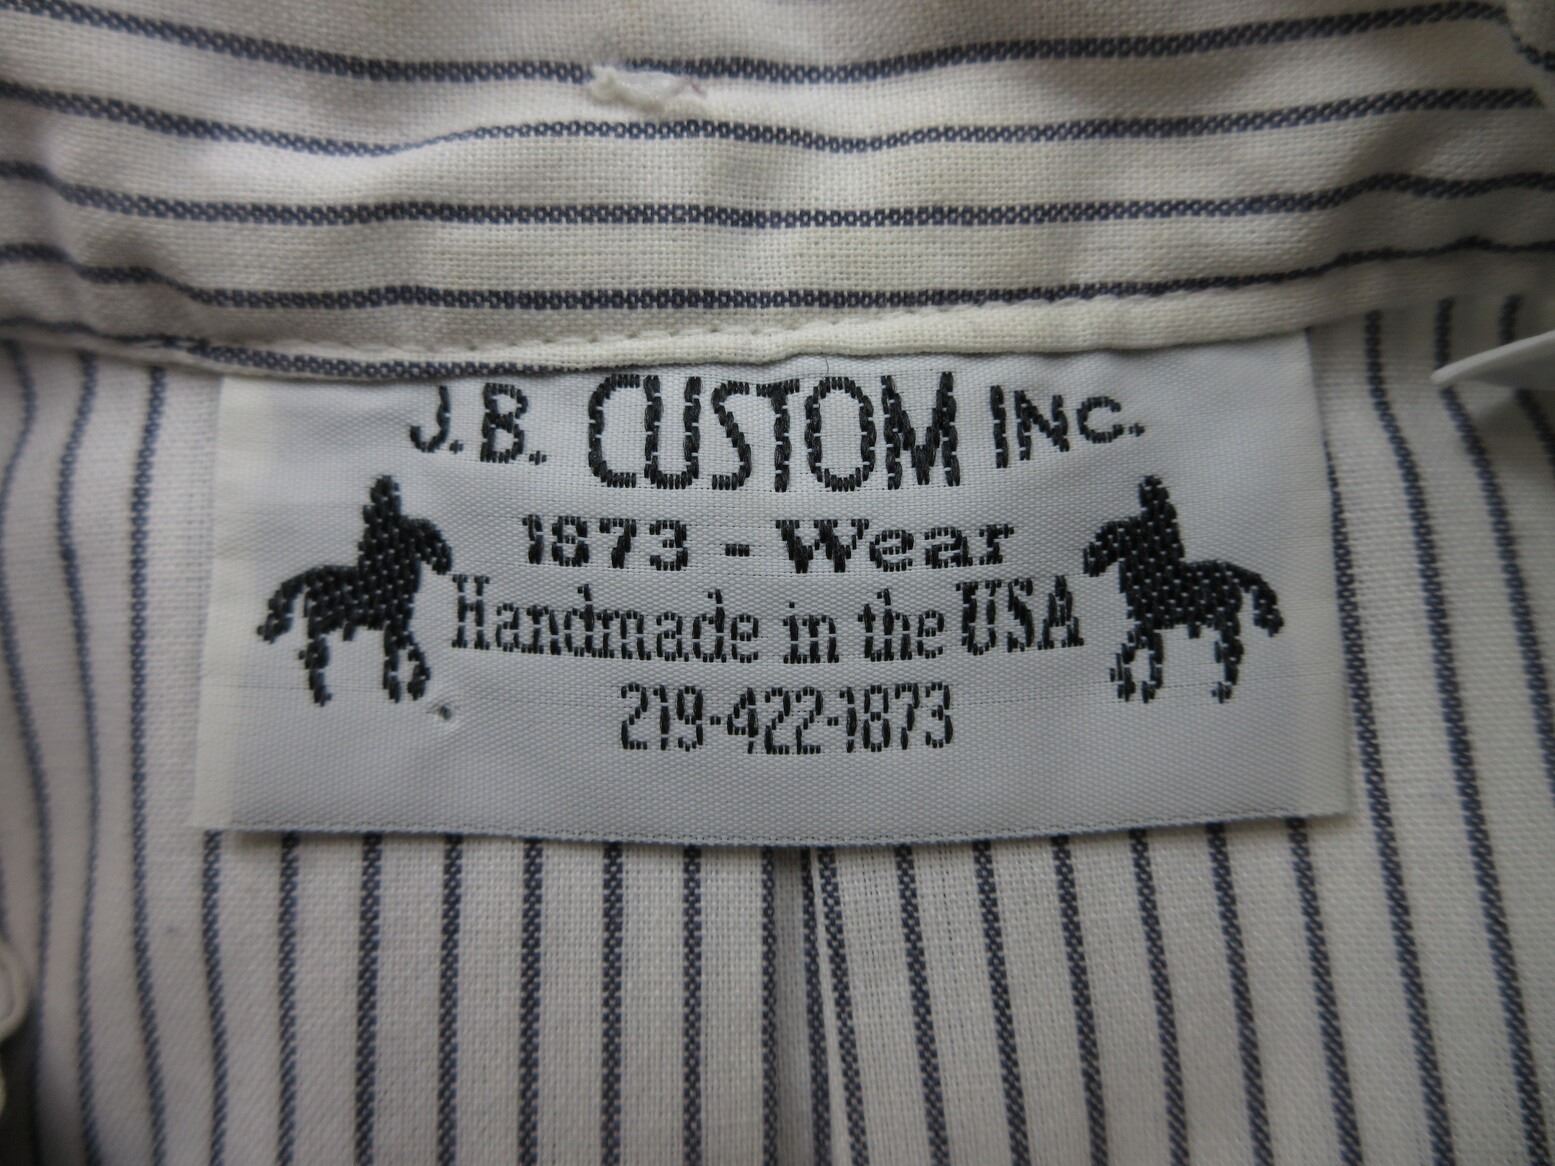 J.B. CUSTOM INC.
1873 - Wear
Handmade in the USA
219-422-1873